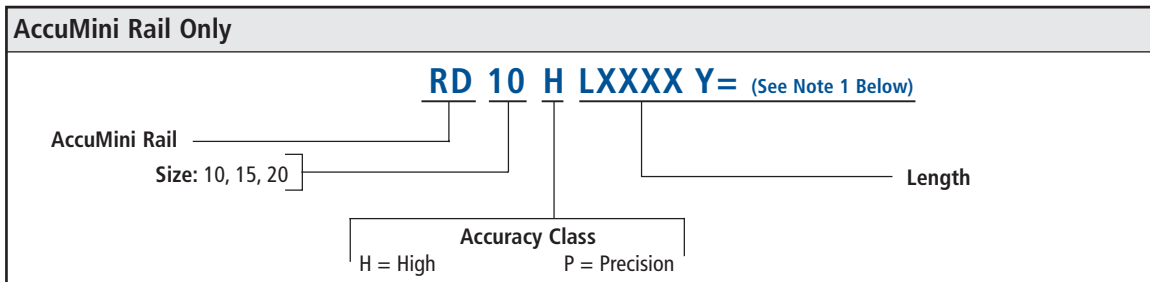 AccuMini Rail Only
RD 10 H LXXXX Y= (See Note 1 Below)
AccuMini Rail
Size: 10, 15, 20
Length
Accuracy Class
H = High P = Precision